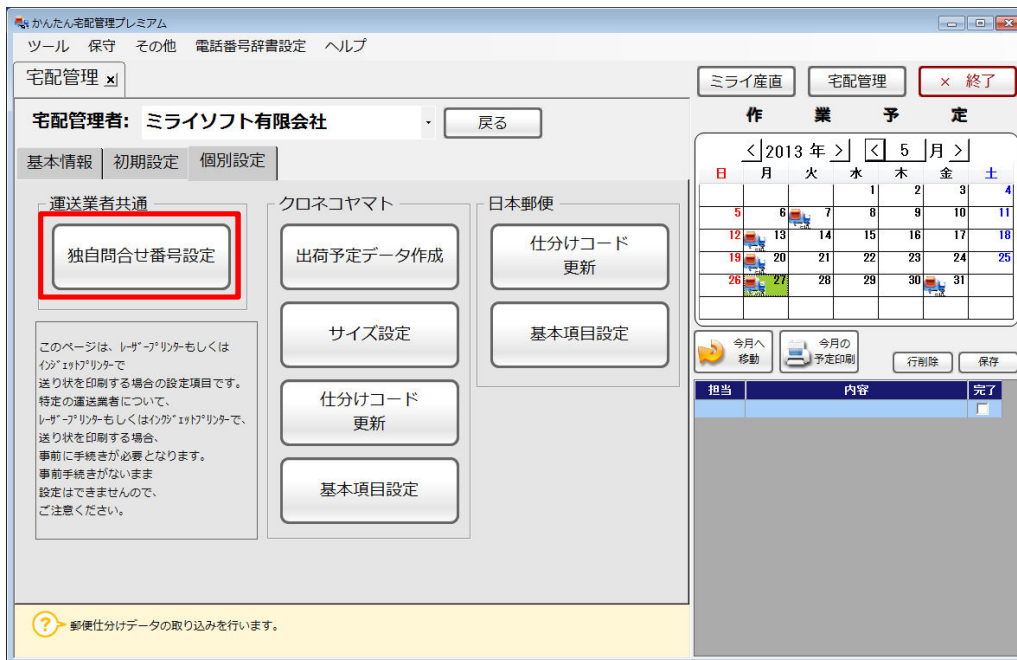 かんたん宅配管理プレミアム
ツール 保守 その他 電話番号辞書設定 ヘルプ
宅配管理 x
ミライ産直 宅配管理 × 終了
宅配管理者: ミライソフト有限会社 戻る
作 業 予 定
基本情報 初期設定 個別設定
< 2013 年 > < 5 月 >
日 月 火 水 木 金 土
1 2 3 4
5 6 7 8 9 10 11
12 13 14 15 16 17 18
19 20 21 22 23 24 25
26 27 28 29 30 31
運送業者共通
独自問合せ番号設定
クロネコヤマト
出荷予定データ作成
サイズ設定
仕分けコード
更新
基本項目設定
日本郵便
仕分けコード
更新
基本項目設定
このページは、ﾚｰｻﾞｰﾌﾟﾘﾝﾀｰもしくは
ｲﾝｼﾞｪｯﾄﾌﾟﾘﾝﾀｰで
送り状を印刷する場合の設定項目です。
特定の運送業者について、
ﾚｰｻﾞｰﾌﾟﾘﾝﾀｰもしくはｲﾝｸｼﾞｪｯﾄﾌﾟﾘﾝﾀｰで、
送り状を印刷する場合、
事前に手続きが必要となります。
事前手続きがないまま
設定はできませんので、
ご注意ください。
今月へ
移動
今月の
予定印刷
行削除 保存
担当 内容 完了
郵便仕分けデータの取り込みを行います。